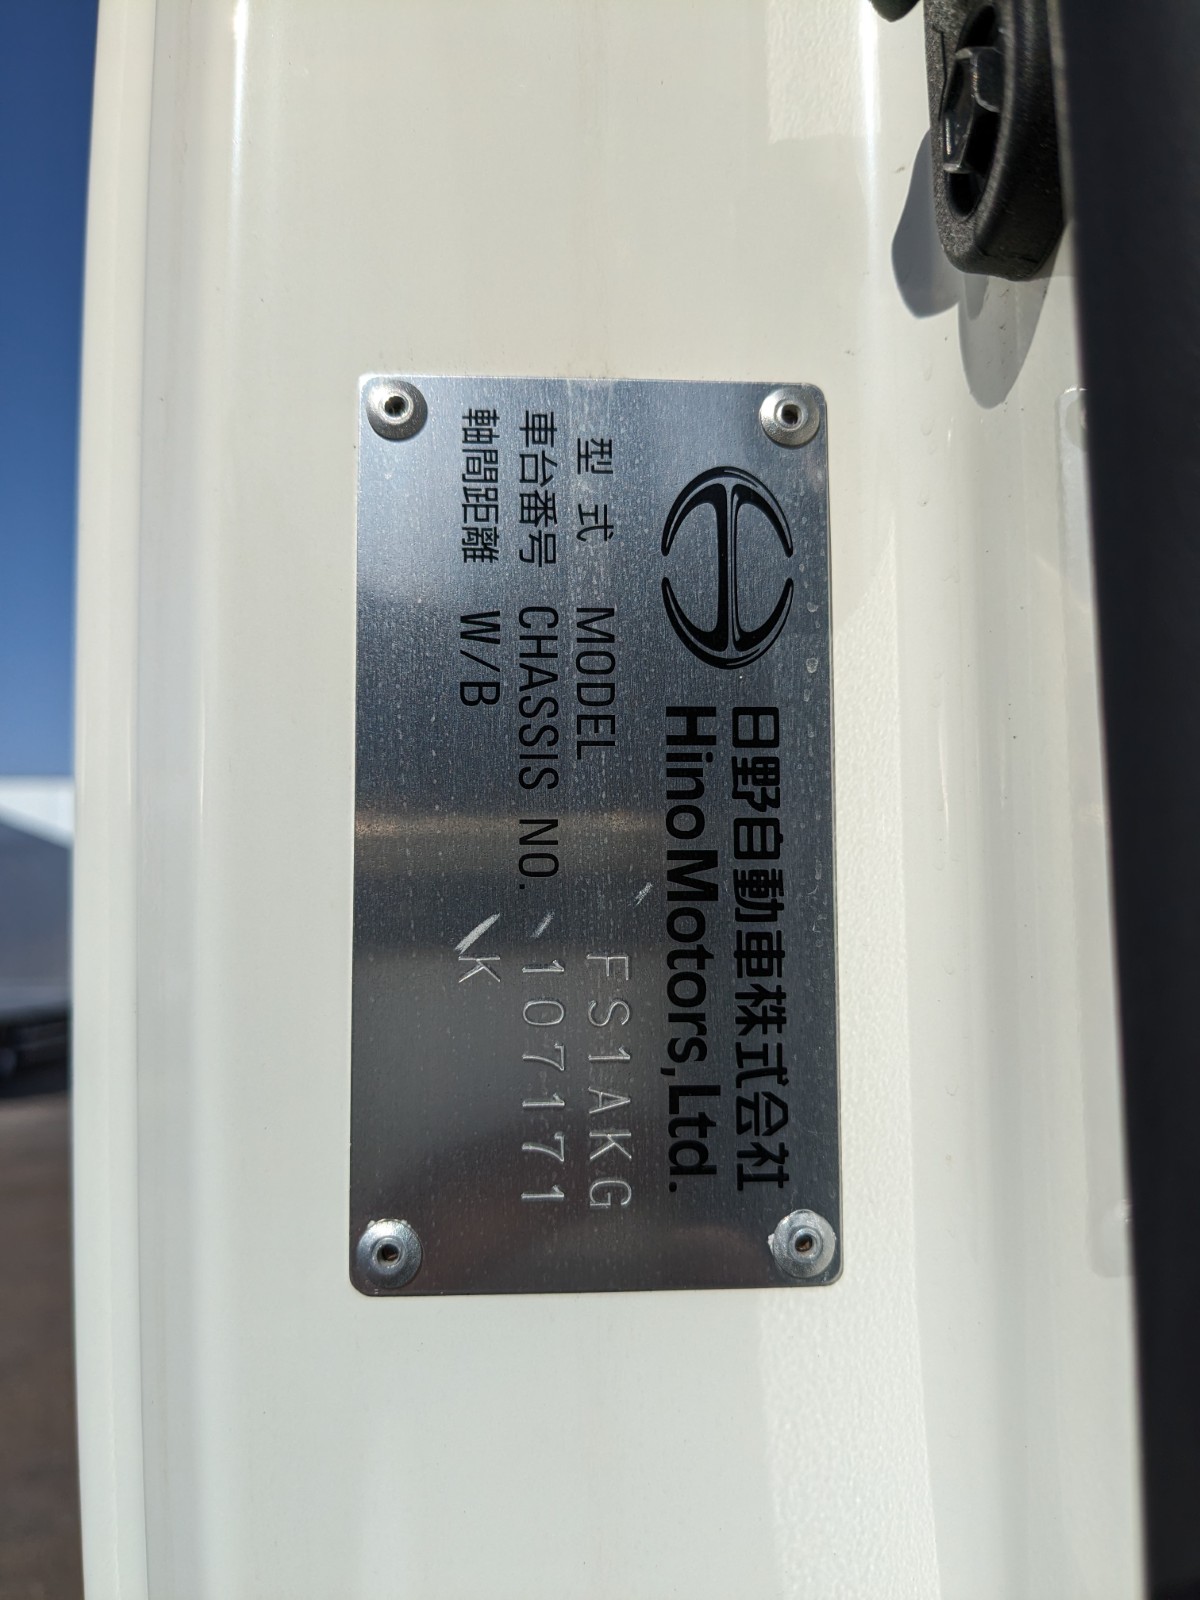 日野自動車株式会社
Hino Motors, Ltd.
型式 MODEL FS1AKG
車台番号 CHASSIS NO. 107171
軸間距離 W/B K